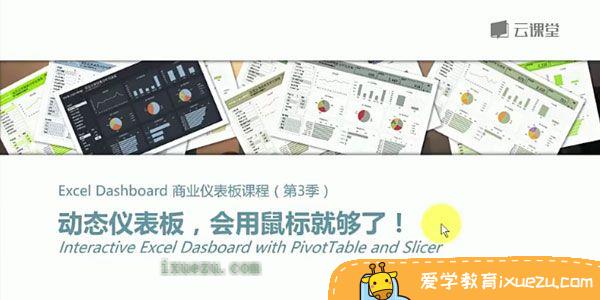 云课堂
Excel Dashboard 商业仪表板课程（第3季）
动态仪表板，会用鼠标就够了！
Interactive Excel Dasboard with PivotTable and Slicer
ixuezu.com
爱学教育ixuezu.com